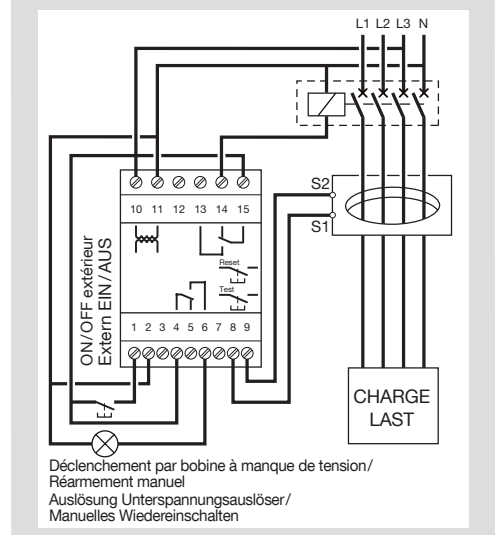 L1 L2 L3 N
S2
S1
10 11 12 13 14 15
Reset
Test
1 2 3 4 5 6 7 8 9
ON/OFF extérieur
Extern EIN/AUS
CHARGE
LAST
Déclenchement par bobine à manque de tension/
Réarmement manuel
Auslösung Unterspannungsauslöser/
Manuelles Wiedereinschalten